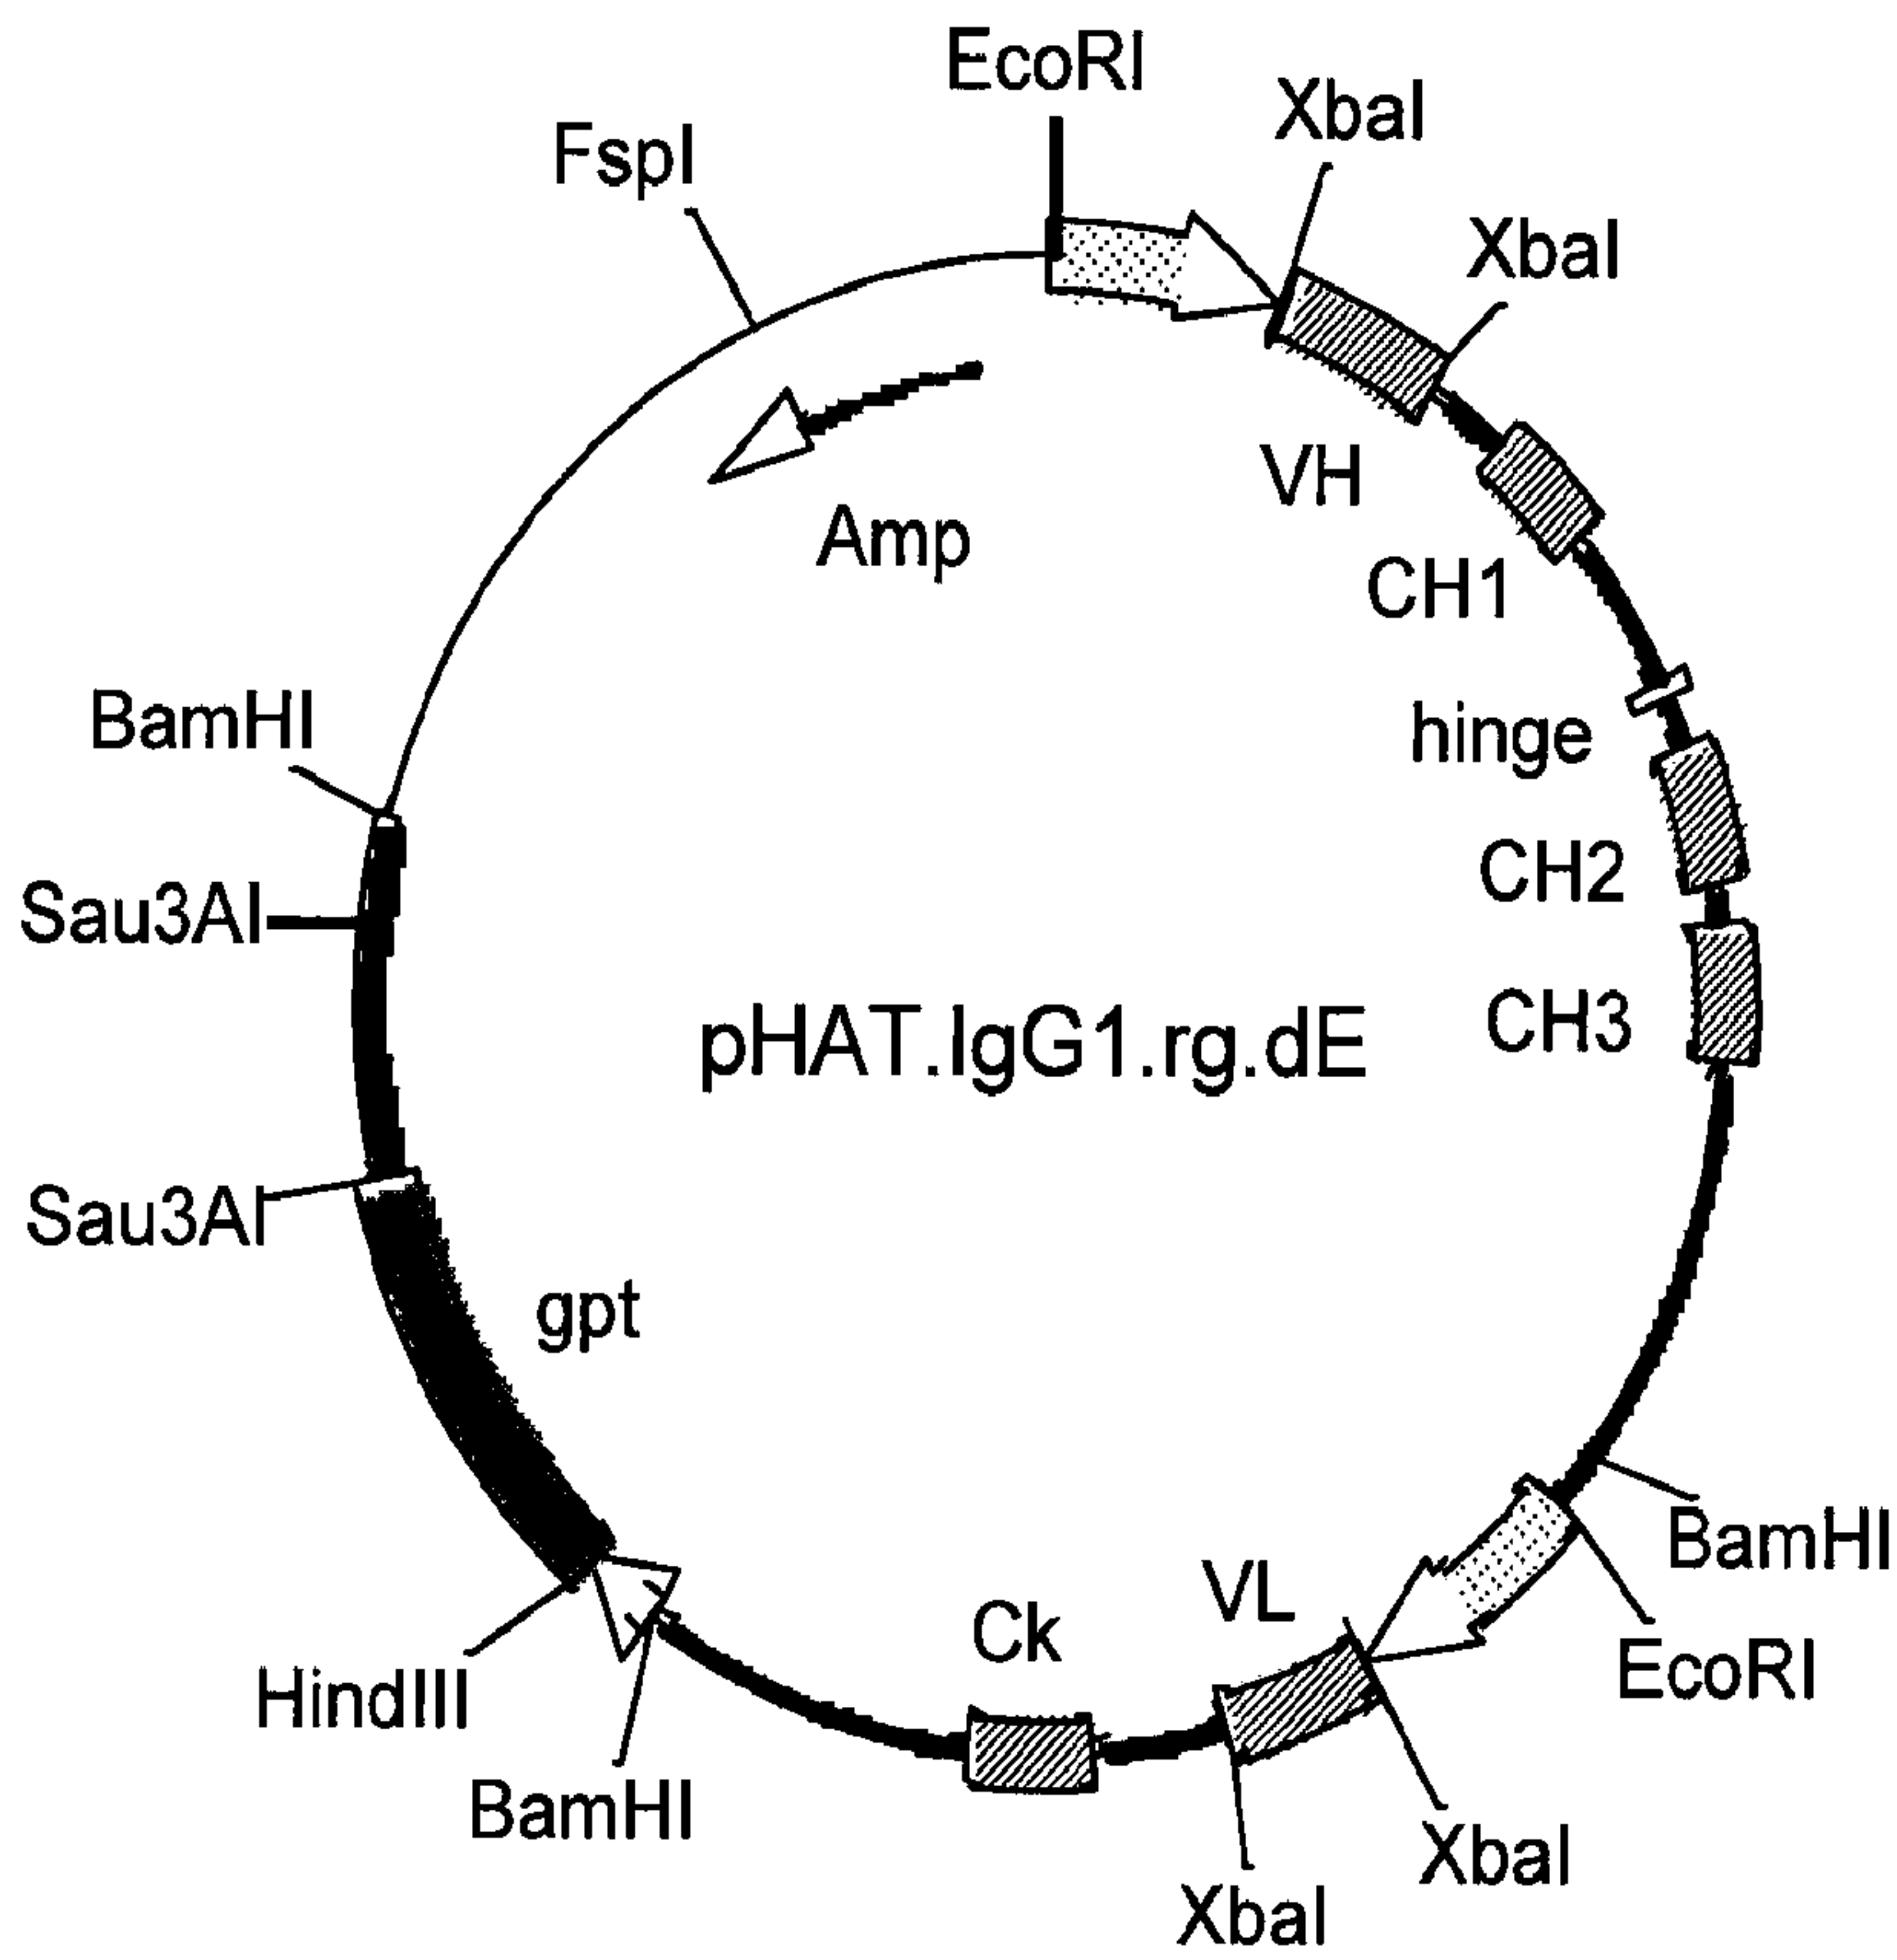 EcoRI
XbaI
FspI
XbaI
VH
Amp
CH1
hinge
BamHI
CH2
Sau3AI
CH3
pHAT.IgG1.rg.dE
Sau3AI
gpt
BamHI
VL
Ck
EcoRI
HindIII
BamHI
XbaI
XbaI